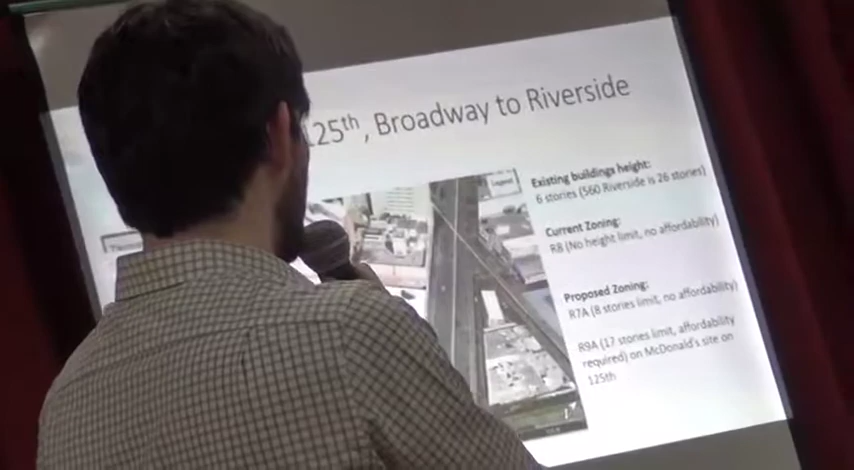 125th, Broadway to Riverside
Existing buildings height:
6 stories (560 Riverside is 26 stories)
Current Zoning:
R8 (No height limit, no affordability)
Proposed Zoning:
R7A (8 stories limit, no affordability)
R9A (17 stories limit, affordability
required) on McDonald's site on
125th